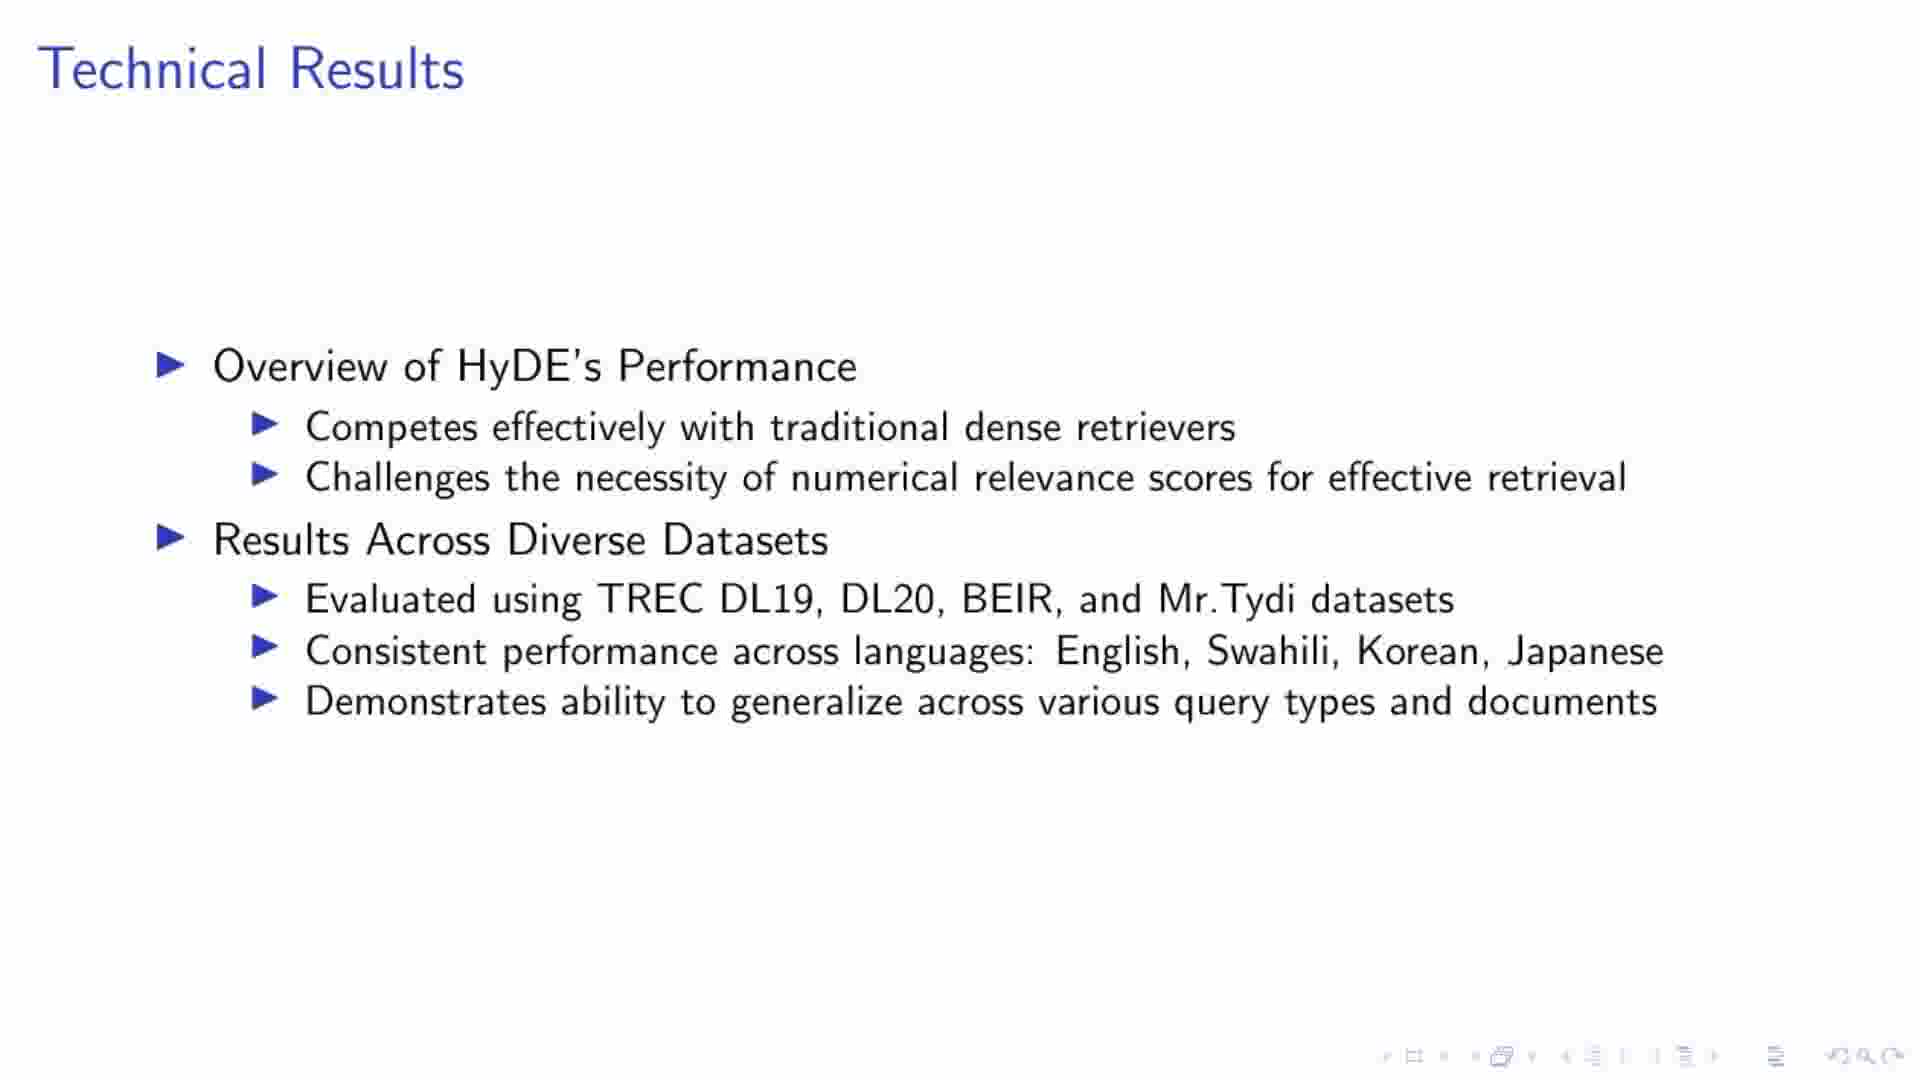 Technical Results
Overview of HyDE's Performance
Competes effectively with traditional dense retrievers
Challenges the necessity of numerical relevance scores for effective retrieval
Results Across Diverse Datasets
Evaluated using TREC DL19, DL20, BEIR, and Mr.Tydi datasets
Consistent performance across languages: English, Swahili, Korean, Japanese
Demonstrates ability to generalize across various query types and documents